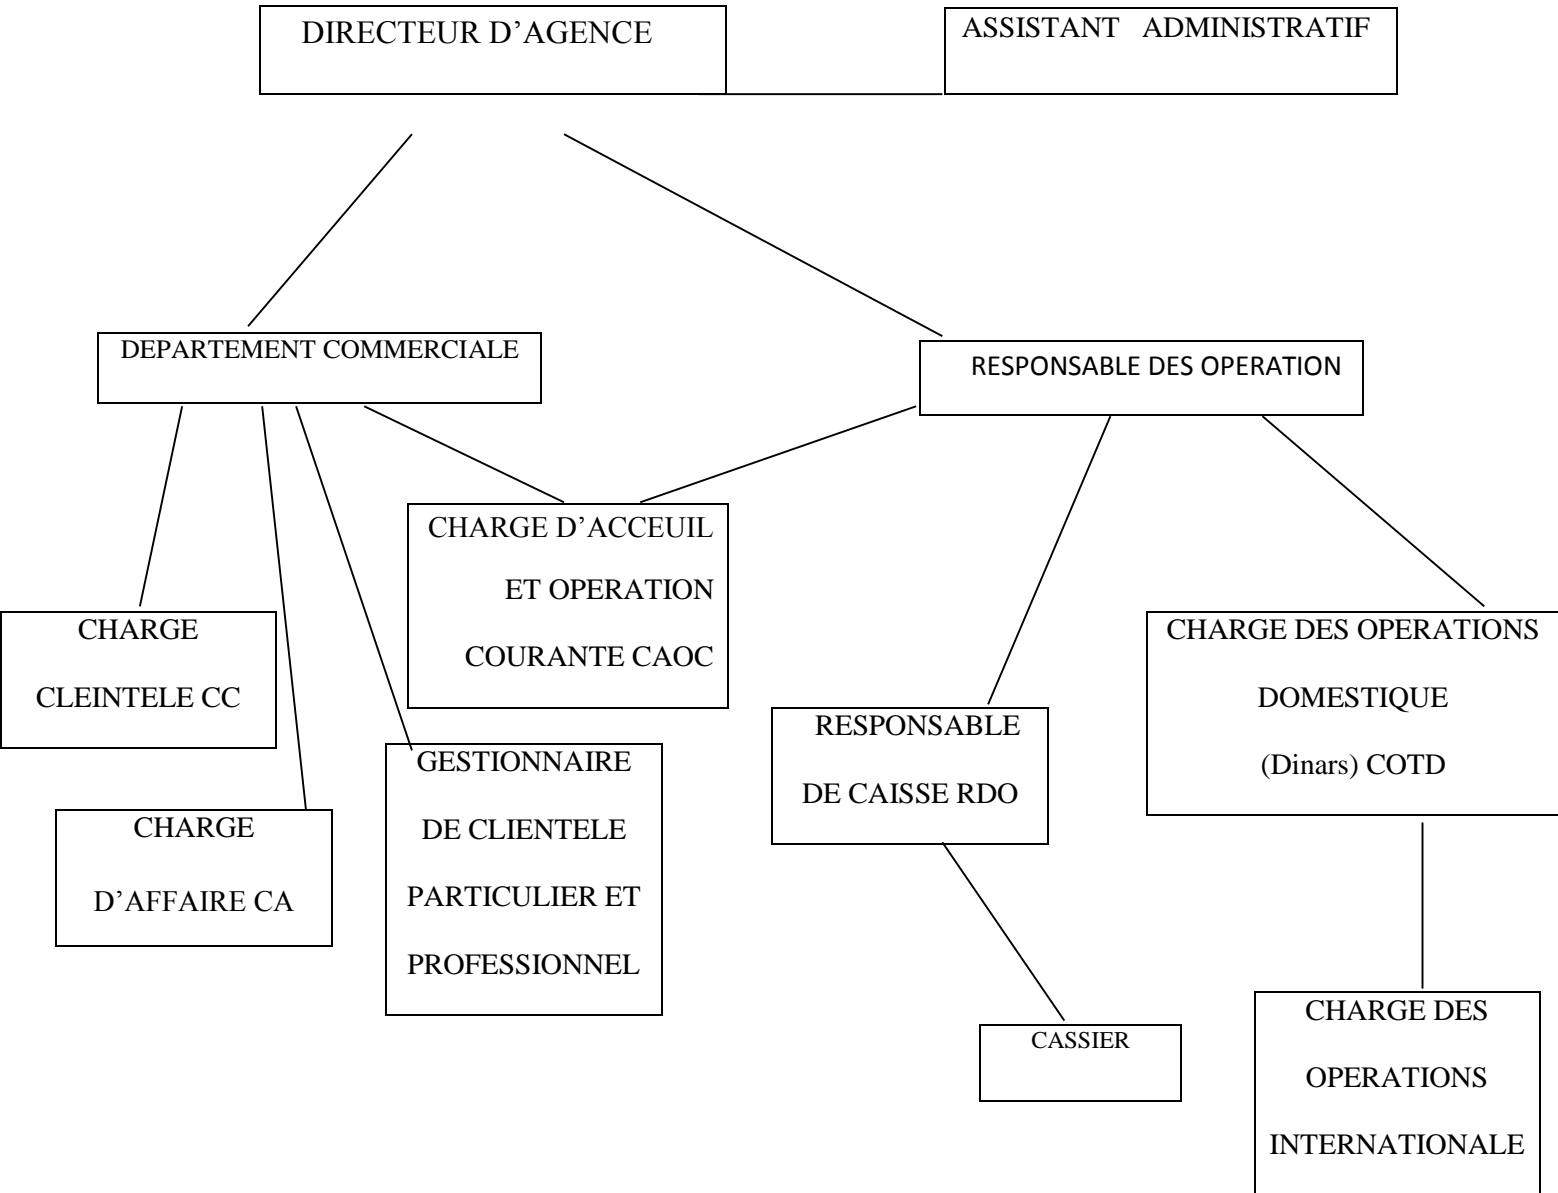 DIRECTEUR D’AGENCE
ASSISTANT ADMINISTRATIF
DEPARTEMENT COMMERCIALE
RESPONSABLE DES OPERATION
CHARGE D’ACCEUIL
ET OPERATION
COURANTE CAOC
CHARGE
CLEINTELE CC
CHARGE DES OPERATIONS
DOMESTIQUE
(Dinars) COTD
RESPONSABLE
DE CAISSE RDO
GESTIONNAIRE
DE CLIENTELE
PARTICULIER ET
PROFESSIONNEL
CHARGE
D’AFFAIRE CA
CASSIER
CHARGE DES
OPERATIONS
INTERNATIONALE